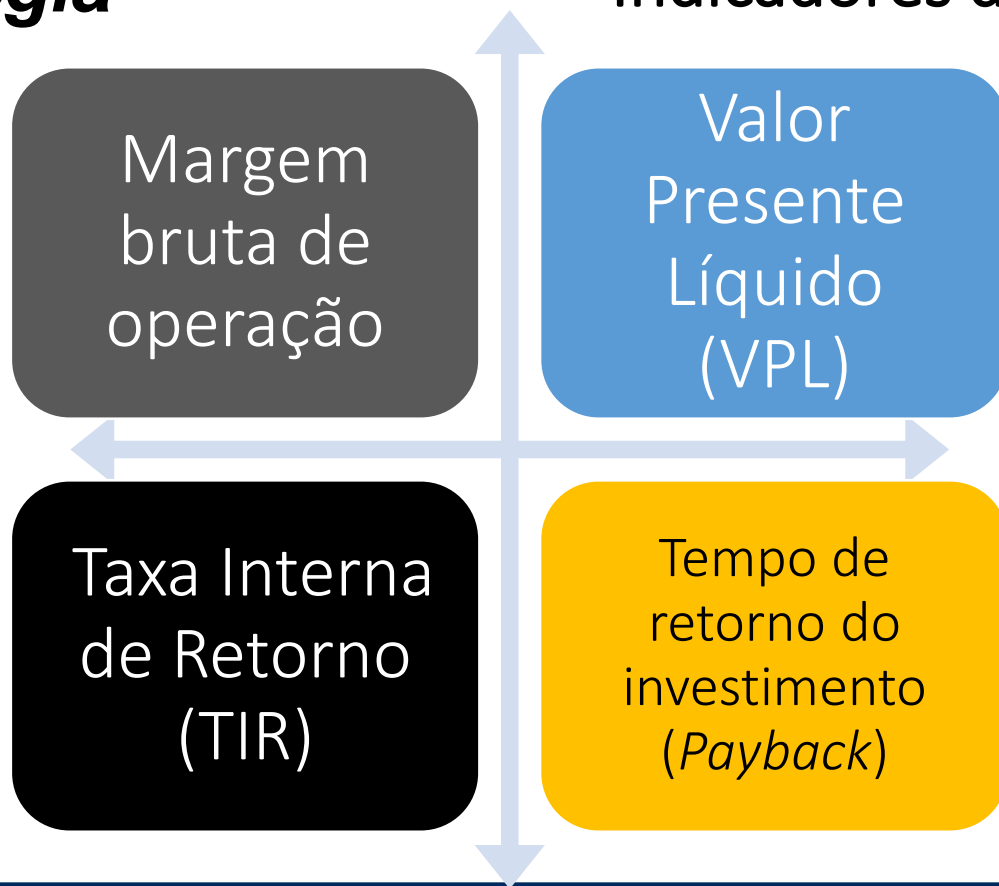 Indicadores
Margem
bruta de
operação
Valor
Presente
Líquido
(VPL)
Taxa Interna
de Retorno
(TIR)
Tempo de
retorno do
investimento
(Payback)